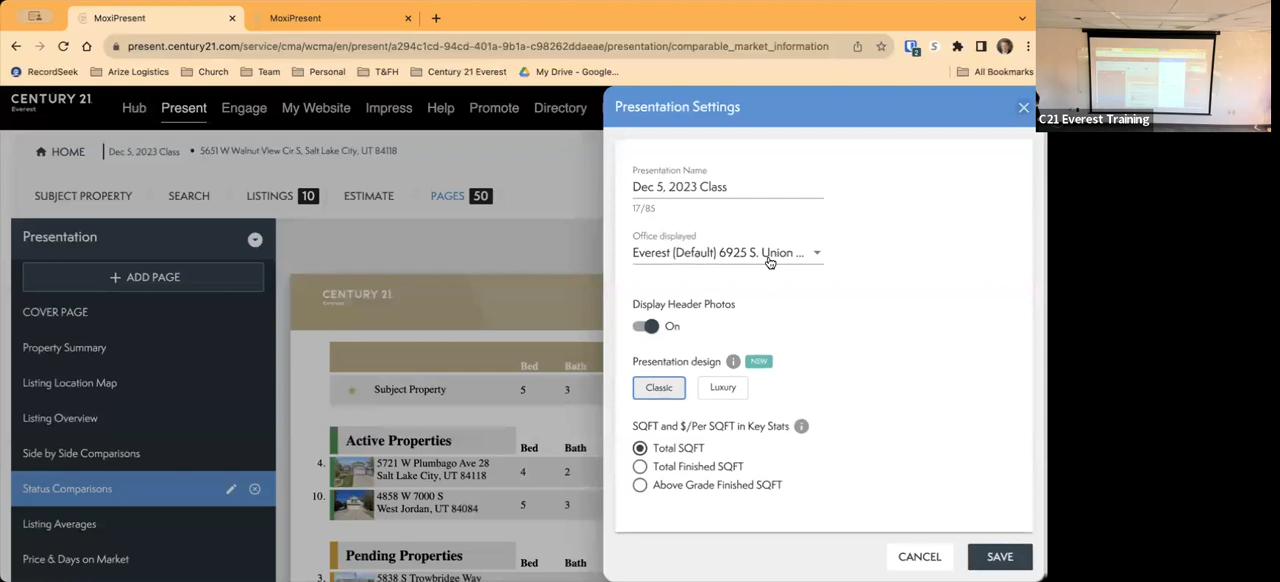 MoxiPresent
MoxiPresent
present.century21.com/service/cma/wcma/en/present/a294c1cd-94cd-401a-9b1a-c98262ddaeae/presentation/comparable_market_information
RecordSeek
Arize Logistics
Church
Team
Personal
T&FH
Century 21 Everest
My Drive - Google...
All Bookmarks
C21 Everest Training
CENTURY 21
Everest
Hub
Present
Engage
My Website
Impress
Help
Promote
Directory
HOME
Dec 5, 2023 Class • 5651 W Walnut View Cir S, Salt Lake City, UT 84118
SUBJECT PROPERTY
SEARCH
LISTINGS 10
ESTIMATE
PAGES 50
Presentation
+ ADD PAGE
COVER PAGE
Property Summary
Listing Location Map
Listing Overview
Side by Side Comparisons
Status Comparisons
Listing Averages
Price & Days on Market
CENTURY 21
Bed Bath
Subject Property 5 3
Active Properties Bed Bath
4. 5721 W Plumbago Ave 28
Salt Lake City, UT 84118 4 2
10. 4858 W 7000 S
West Jordan, UT 84084 5 3
Pending Properties Bed Bath
3. 5838 S Trowbridge Way
Presentation Settings
Presentation Name
Dec 5, 2023 Class
17/85
Office displayed
Everest (Default) 6925 S. Union ...
Display Header Photos
On
Presentation design i NEW
Classic
Luxury
SQFT and $/Per SQFT in Key Stats i
Total SQFT
Total Finished SQFT
Above Grade Finished SQFT
CANCEL
SAVE